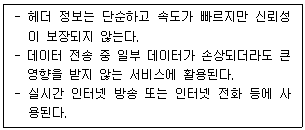 - 헤더 정보는 단순하고 속도가 빠르지만 신뢰성
이 보장되지 않는다.
- 데이터 전송 중 일부 데이터가 손상되더라도 큰
영향을 받지 않는 서비스에 활용된다.
- 실시간 인터넷 방송 또는 인터넷 전화 등에 사
용된다.